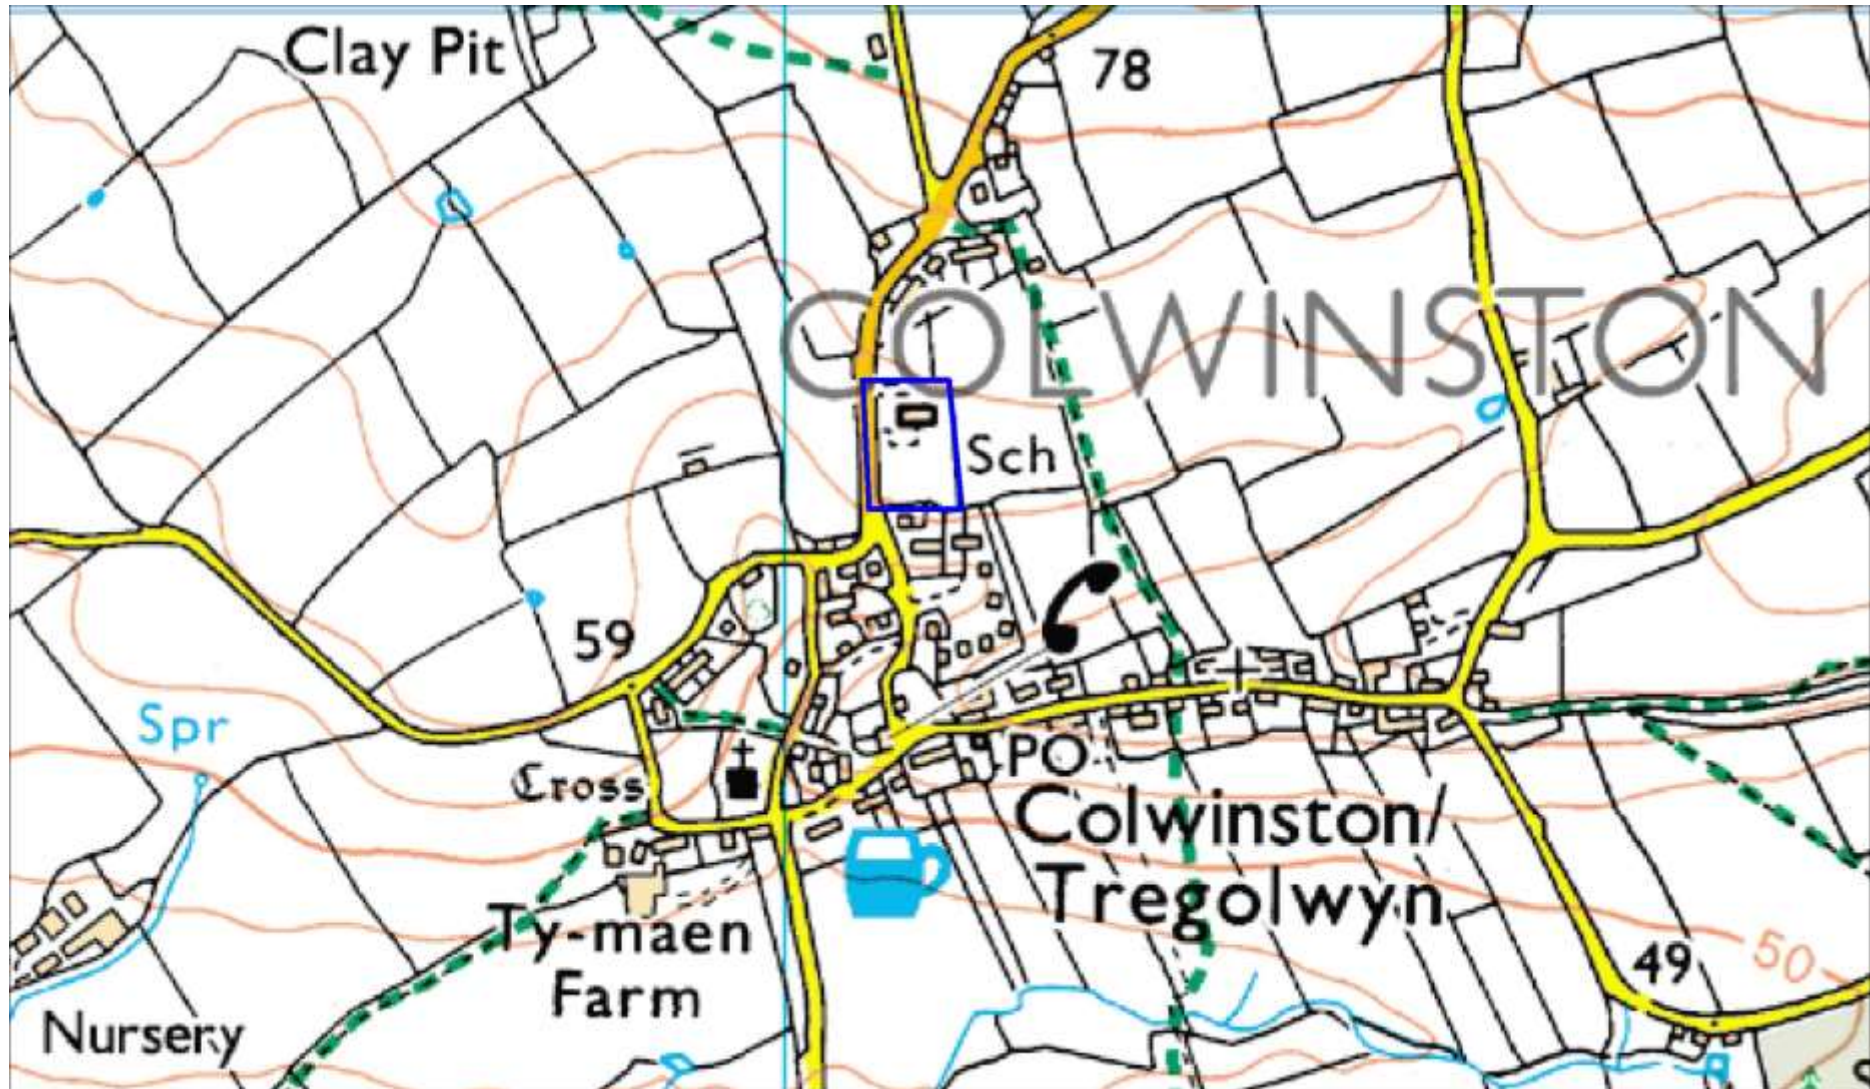 Clay Pit
78
COLWINSTON
Sch
59
Spr
Cross
PO
Colwinston/
Tregolwyn
Ty-maen
Farm
49
50
Nursery